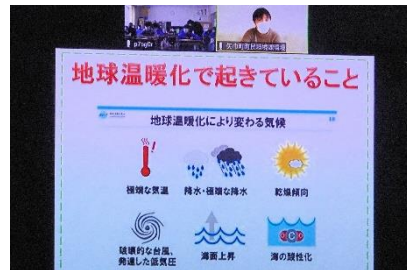 地球温暖化で起きていること
地球温暖化により変わる気候
極端な気温
降水・極端な降水
乾燥傾向
破壊的な台風、
発達した低気圧
海面上昇
海の酸性化